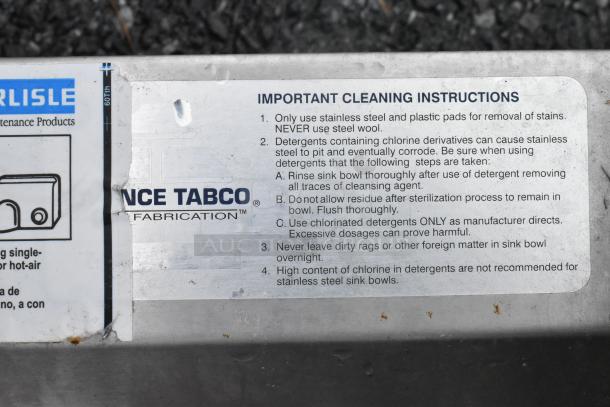 RLISLE
tenance Products
60Tm
g single-
or hot-air
a de
no, a con
NCE TABCO®
FABRICATION™
IMPORTANT CLEANING INSTRUCTIONS
1. Only use stainless steel and plastic pads for removal of stains.
NEVER use steel wool.
2. Detergents containing chlorine derivatives can cause stainless
steel to pit and eventually corrode. Be sure when using
detergents that the following steps are taken:
A. Rinse sink bowl thoroughly after use of detergent removing
all traces of cleansing agent.
B. Do not allow residue after sterilization process to remain in
bowl. Flush thoroughly.
C. Use chlorinated detergents ONLY as manufacturer directs.
Excessive dosages can prove harmful.
3. Never leave dirty rags or other foreign matter in sink bowl
overnight.
4. High content of chlorine in detergents are not recommended for
stainless steel sink bowls.